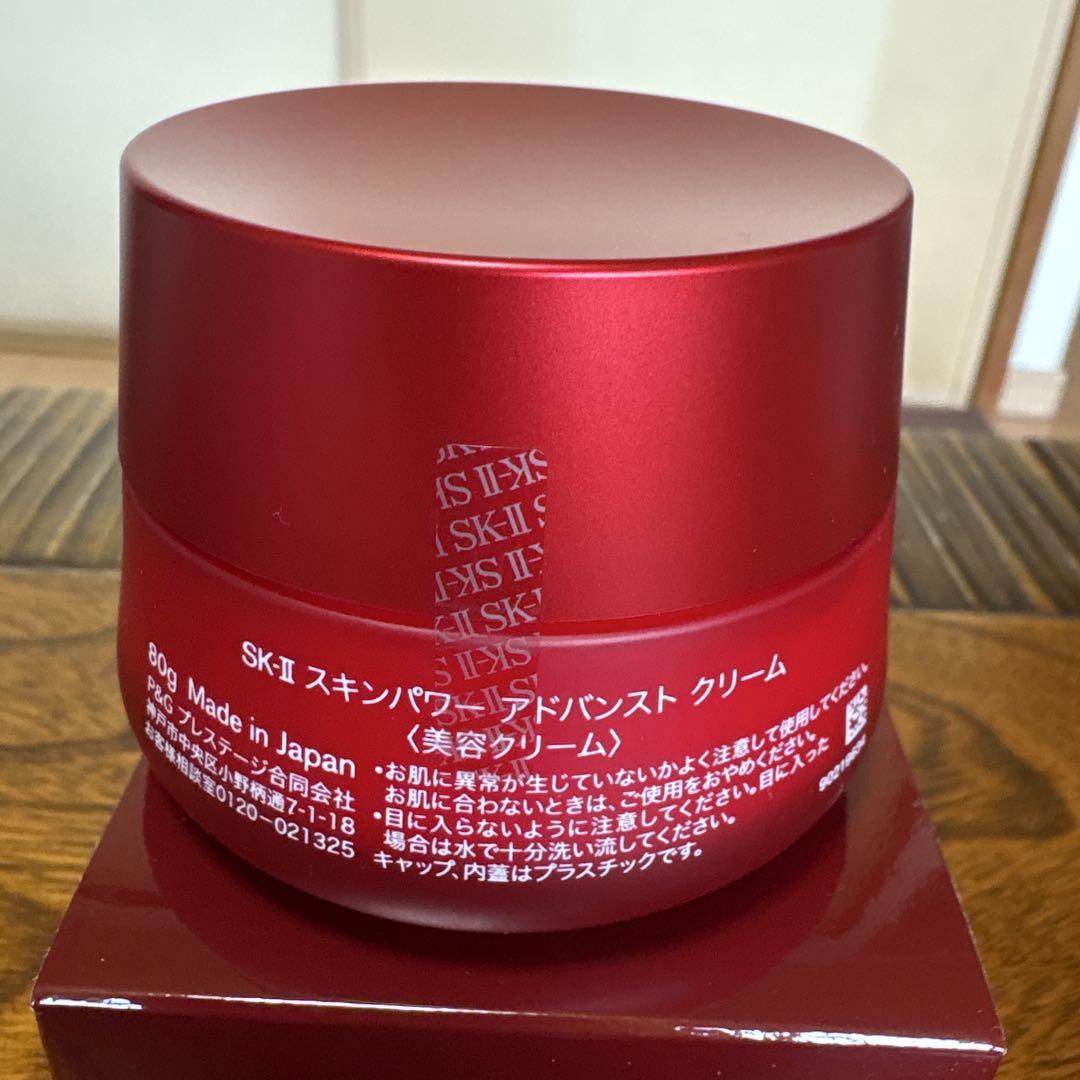 SK-II
SK-II スキンパワー アドバンスト クリーム
〈美容クリーム〉
80g Made in Japan
P&G プレステージ合同会社
神戸市中央区小野柄通7-1-18
お客様相談室0120-021325
・お肌に異常が生じていないかよく注意して使用してください。
お肌に合わないときは、ご使用をおやめください。
・目に入らないように注意してください。目に入った
場合は水で十分洗い流してください。
キャップ、内蓋はプラスチックです。